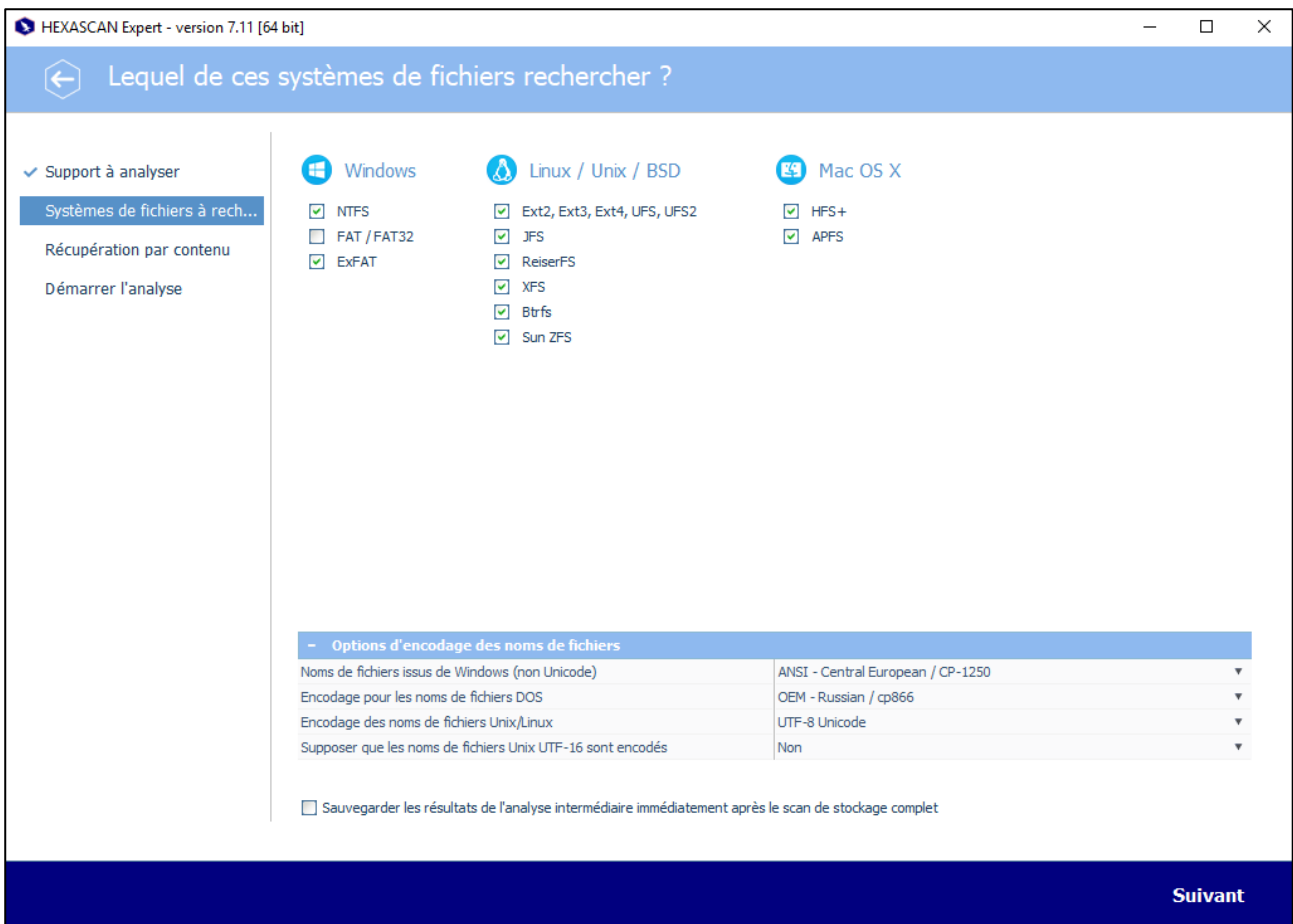 HEXASCAN Expert - version 7.11 [64 bit]
Lequel de ces systèmes de fichiers rechercher ?
Support à analyser
Systèmes de fichiers à rech...
Récupération par contenu
Démarrer l'analyse
Windows
NTFS
FAT / FAT32
ExFAT
Linux / Unix / BSD
Ext2, Ext3, Ext4, UFS, UFS2
JFS
ReiserFS
XFS
Btrfs
Sun ZFS
Mac OS X
HFS+
APFS
– Options d'encodage des noms de fichiers
Noms de fichiers issus de Windows (non Unicode) ANSI - Central European / CP-1250
Encodage pour les noms de fichiers DOS OEM - Russian / cp866
Encodage des noms de fichiers Unix/Linux UTF-8 Unicode
Supposer que les noms de fichiers Unix UTF-16 sont encodés Non
Sauvegarder les résultats de l'analyse intermédiaire immédiatement après le scan de stockage complet
Suivant